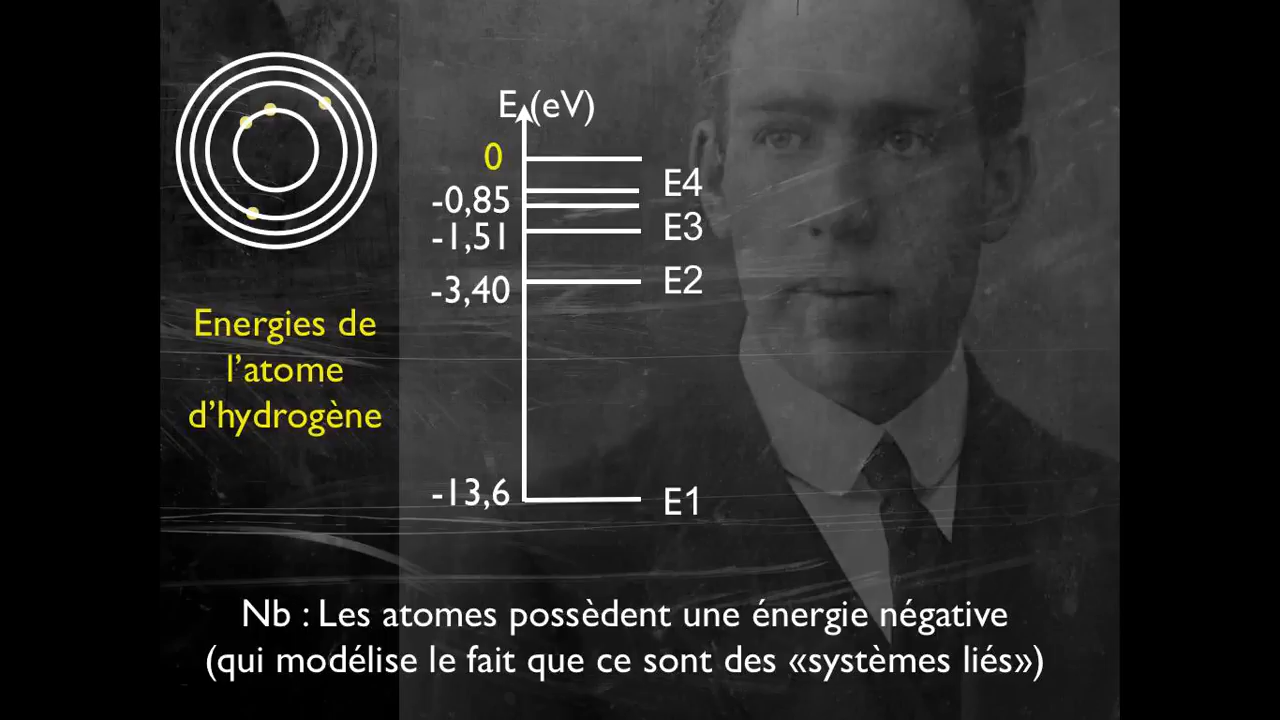 E (eV)
0
-0,85
E4
-1,51
E3
-3,40
E2
-13,6
E1
Energies de
l’atome
d’hydrogène
Nb : Les atomes possèdent une énergie négative
(qui modélise le fait que ce sont des «systèmes liés»)